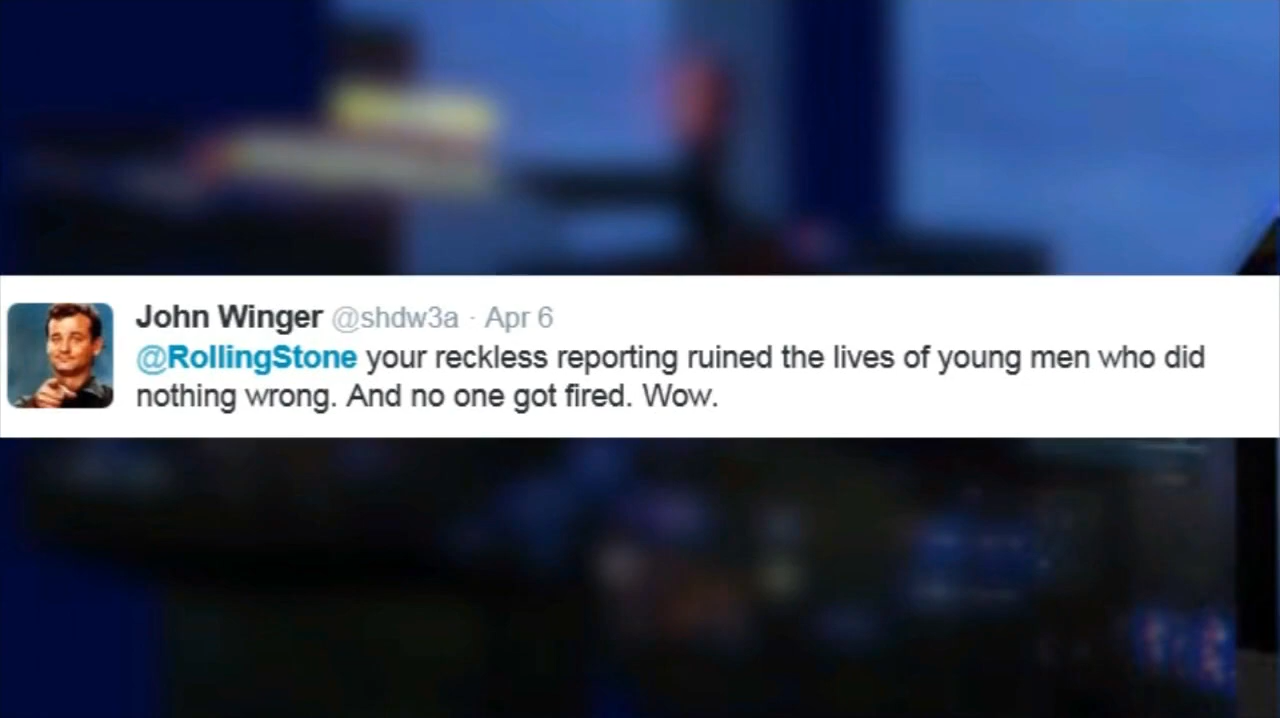 John Winger @shdw3a · Apr 6
@RollingStone your reckless reporting ruined the lives of young men who did
nothing wrong. And no one got fired. Wow.